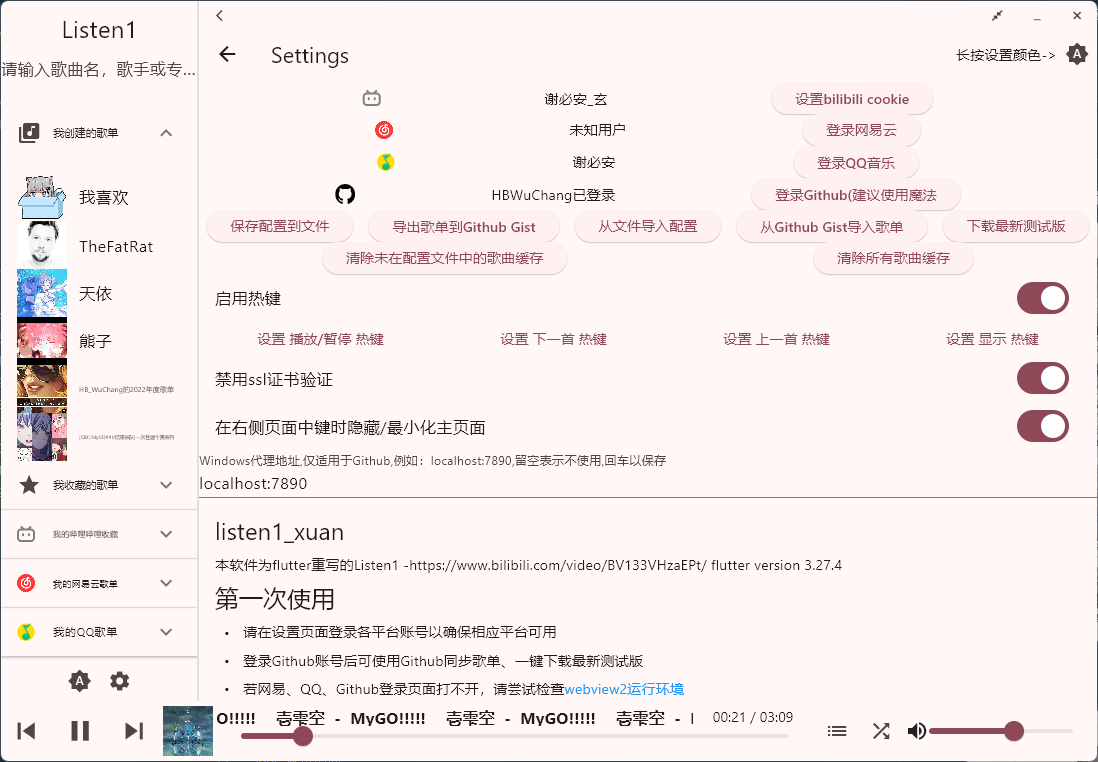 Listen1
请输入歌曲名，歌手或专...
我创建的歌单
我喜欢
TheFatRat
天依
熊子
HB_WuChang的2022年度歌单
我收藏的歌单
我的哔哩哔哩收藏
我的网易云歌单
我的QQ歌单
Settings
长按设置颜色->
A
谢必安_玄
设置bilibili cookie
未知用户
登录网易云
谢必安
登录QQ音乐
HBWuChang已登录
登录Github(建议使用魔法
保存配置到文件
导出歌单到Github Gist
从文件导入配置
从Github Gist导入歌单
下载最新测试版
清除未在配置文件中的歌曲缓存
清除所有歌曲缓存
启用热键
设置 播放/暂停 热键
设置 下一首 热键
设置 上一首 热键
设置 显示 热键
禁用ssl证书验证
在右侧页面中键时隐藏/最小化主页面
Windows代理地址,仅适用于Github,例如：localhost:7890,留空表示不使用,回车以保存
localhost:7890
listen1_xuan
本软件为flutter重写的Listen1 -https://www.bilibili.com/video/BV133VHzaEPt/ flutter version 3.27.4
第一次使用
• 请在设置页面登录各平台账号以确保相应平台可用
• 登录Github账号后可使用Github同步歌单、一键下载最新测试版
• 若网易、QQ、Github登录页面打不开，请尝试检查webview2运行环境
A
O!!!!! 壱雫空 - MyGO!!!!! 壱雫空 - MyGO!!!!! 壱雫空 -
00:21 / 03:09